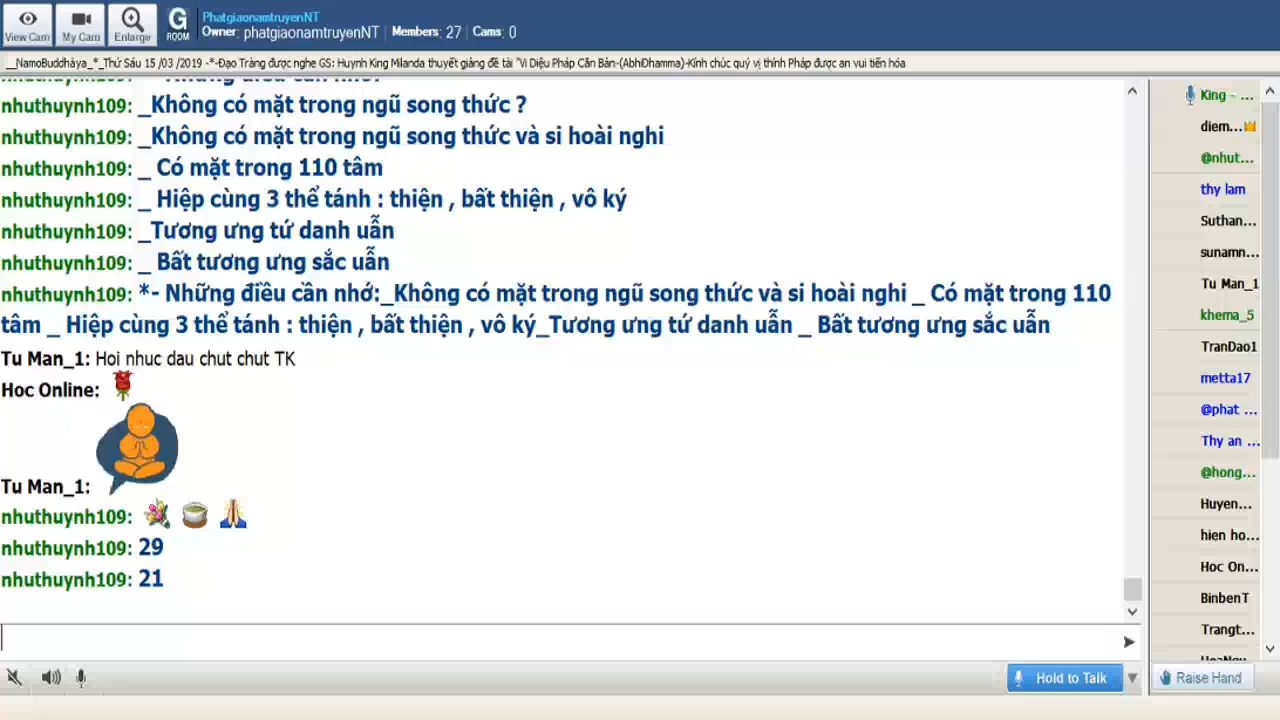 View Cam
My Cam
Enlarge
G
ROOM
PhatgiaonamtruyenNT
Owner: phatgiaonamtruyenNT | Members: 27 | Cams: 0
__NamoBuddhàya_*_Thứ Sáu 15 /03 /2019 -*-Đạo Tràng được nghe GS: Huynh King Milanda thuyết giảng đề tài "Vi Diệu Pháp Căn Bản-(AbhiDhamma)-Kính chúc quý vị thính Pháp được an vui tiến hóa
nhuthuynh109: _Không có mặt trong ngũ song thức ?
nhuthuynh109: _Không có mặt trong ngũ song thức và si hoài nghi
nhuthuynh109: _ Có mặt trong 110 tâm
nhuthuynh109: _ Hiệp cùng 3 thể tánh : thiện , bất thiện , vô ký
nhuthuynh109: _Tương ưng tứ danh uẫn
nhuthuynh109: _ Bất tương ưng sắc uẫn
nhuthuynh109: *- Những điều cần nhớ:_Không có mặt trong ngũ song thức và si hoài nghi _ Có mặt trong 110
tâm _ Hiệp cùng 3 thể tánh : thiện , bất thiện , vô ký_Tương ưng tứ danh uẫn _ Bất tương ưng sắc uẫn
Tu Man_1: Hoi nhuc dau chut chut TK
Hoc Online:
Tu Man_1:
nhuthuynh109:
nhuthuynh109: 29
nhuthuynh109: 21
King - ...
diem...
@nhut...
thy lam
Suthan...
sunamn...
Tu Man_1
khema_5
TranDao1
metta17
@phat ...
Thy an ...
@hong...
Huyen...
hien ho...
Hoc On...
BinbenT
Trangt...
Hold to Talk
Raise Hand